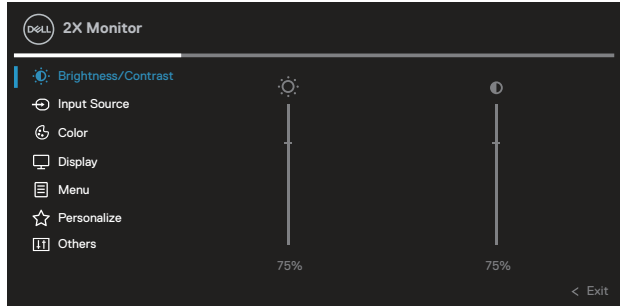 DELL 2X Monitor
Brightness/Contrast
Input Source
Color
Display
Menu
Personalize
Others
75% 75%
< Exit